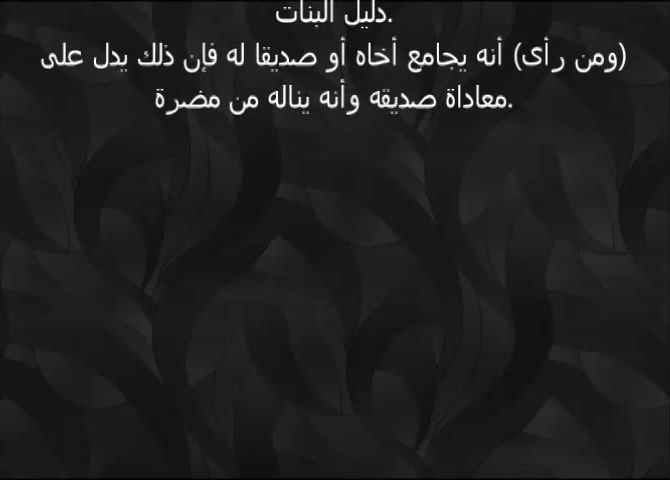 دليل البنات.
(ومن رأى) أنه يجامع أخاه أو صديقا له فإن ذلك يدل على
معاداة صديقه وأنه يناله من مضرة.